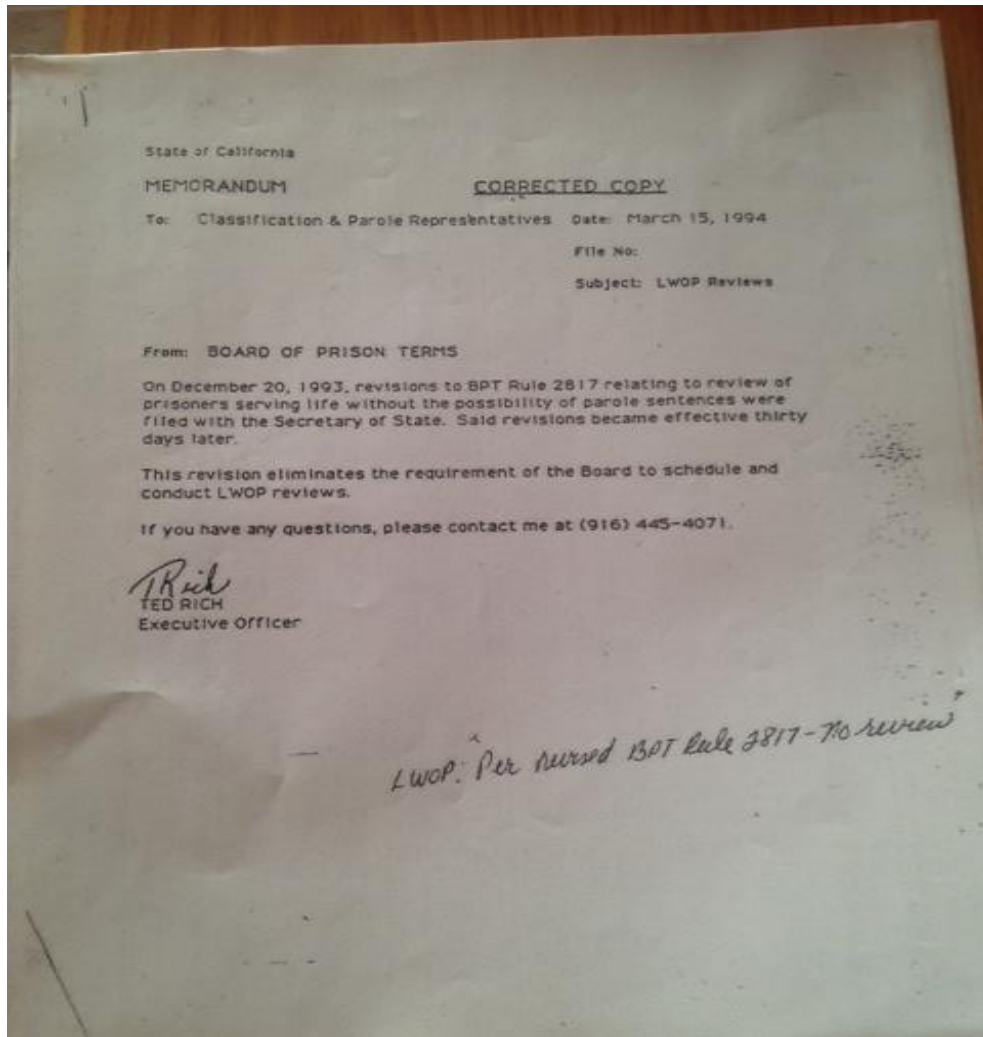 State of California
MEMORANDUM CORRECTED COPY
To: Classification & Parole Representatives Date: March 15, 1994
File No:
Subject: LWOP Reviews
From: BOARD OF PRISON TERMS
On December 20, 1993, revisions to BPT Rule 2817 relating to review of
prisoners serving life without the possibility of parole sentences were
filed with the Secretary of State. Said revisions became effective thirty
days later.
This revision eliminates the requirement of the Board to schedule and
conduct LWOP reviews.
If you have any questions, please contact me at (916) 445-4071.
TRich
TED RICH
Executive Officer
LWOP: "Per revised BPT Rule 2817 - No review"